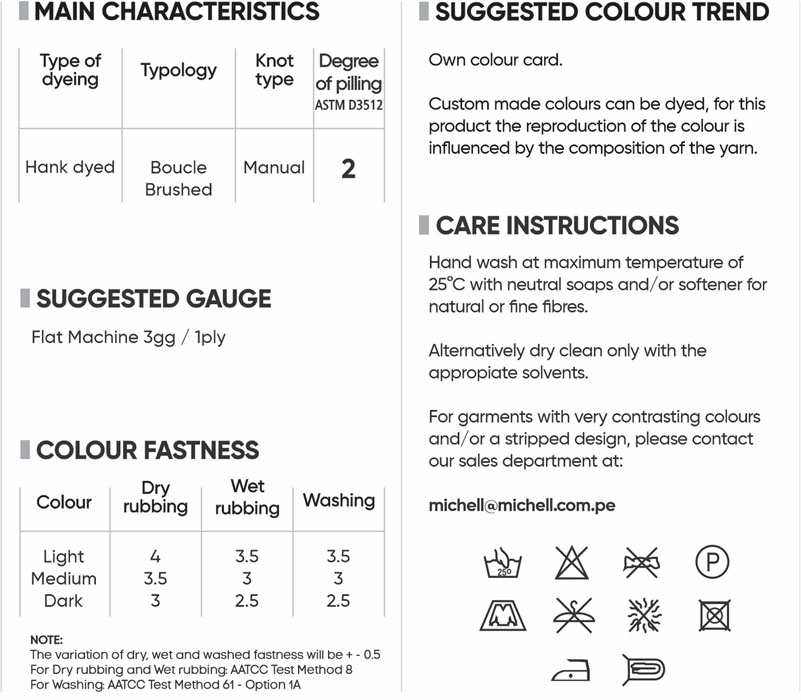 MAIN CHARACTERISTICS
Type of dyeing
Typology
Knot type
Degree of pilling
ASTM D3512
Hank dyed
Boucle Brushed
Manual
2
SUGGESTED GAUGE
Flat Machine 3gg / 1ply
COLOUR FASTNESS
Colour
Dry rubbing
Wet rubbing
Washing
Light 4 3.5 3.5
Medium 3.5 3 3
Dark 3 2.5 2.5
NOTE:
The variation of dry, wet and washed fastness will be + - 0.5
For Dry rubbing and Wet rubbing: AATCC Test Method 8
For Washing: AATCC Test Method 61 - Option 1A
SUGGESTED COLOUR TREND
Own colour card.
Custom made colours can be dyed, for this
product the reproduction of the colour is
influenced by the composition of the yarn.
CARE INSTRUCTIONS
Hand wash at maximum temperature of
25°C with neutral soaps and/or softener for
natural or fine fibres.
Alternatively dry clean only with the
appropiate solvents.
For garments with very contrasting colours
and/or a stripped design, please contact
our sales department at:
michell@michell.com.pe
25°
P